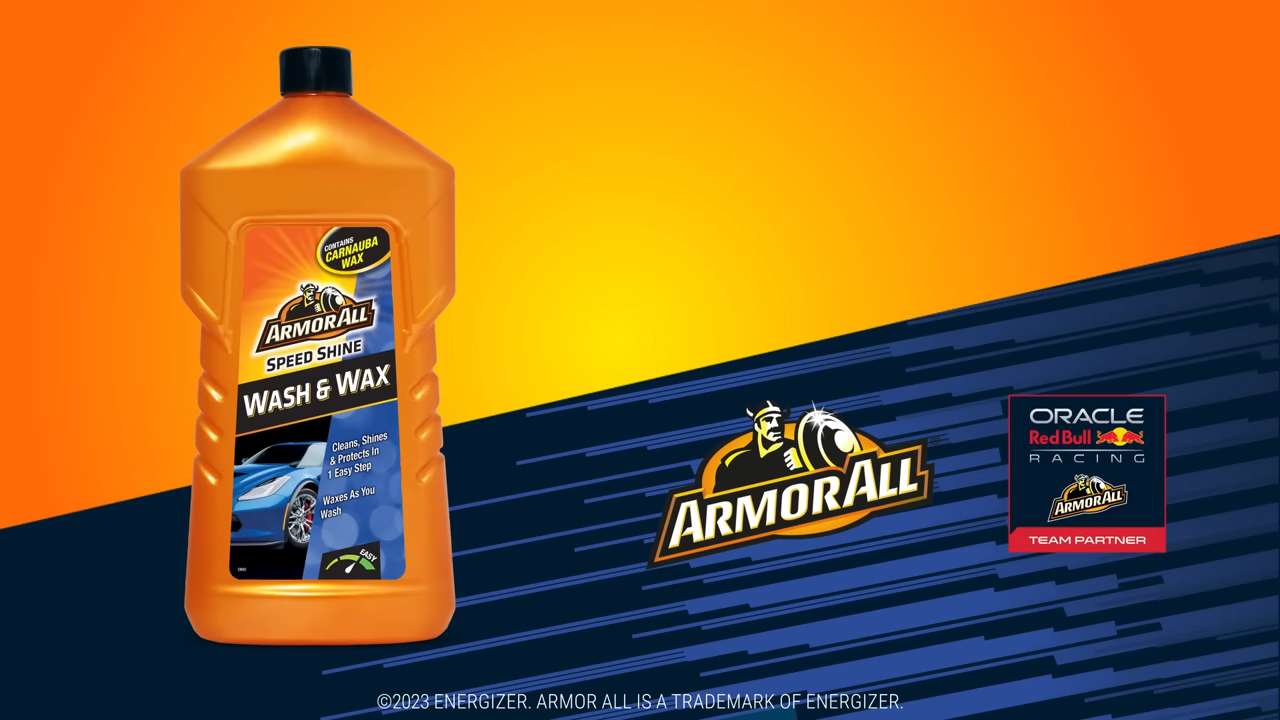 CONTAINS
CARNAUBA
WAX
ARMORALL
SPEED SHINE
WASH & WAX
Cleans, Shines
& Protects In
1 Easy Step
Waxes As You
Wash
EASY
ARMORALL
ORACLE
Red Bull
RACING
ARMORALL
TEAM PARTNER
©2023 ENERGIZER. ARMOR ALL IS A TRADEMARK OF ENERGIZER.